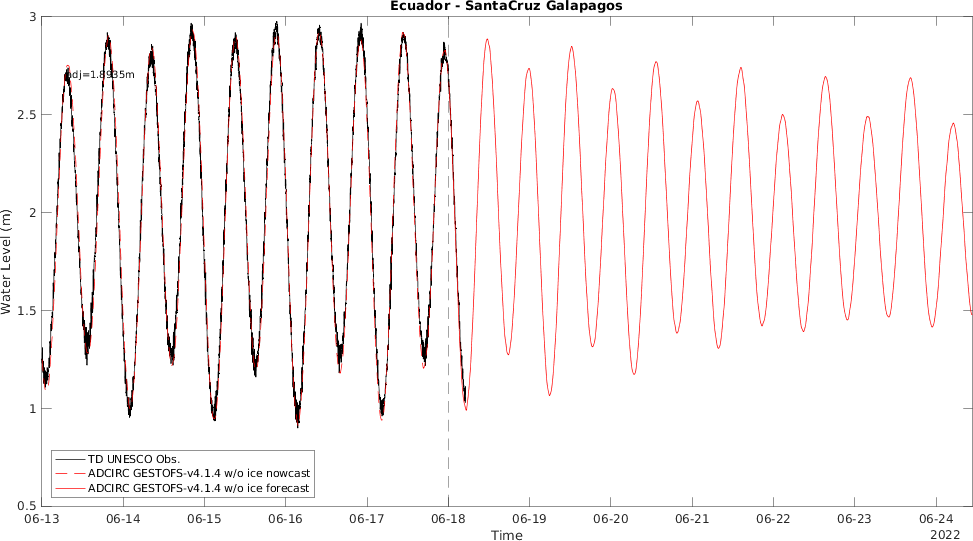 Ecuador - SantaCruz Galapagos
3
adj=1.8935m
2.5
2
Water Level (m)
1.5
1
TD UNESCO Obs.
ADCIRC GESTOFS-v4.1.4 w/o ice nowcast
ADCIRC GESTOFS-v4.1.4 w/o ice forecast
0.5
06-13 06-14 06-15 06-16 06-17 06-18 06-19 06-20 06-21 06-22 06-23 06-24
Time
2022